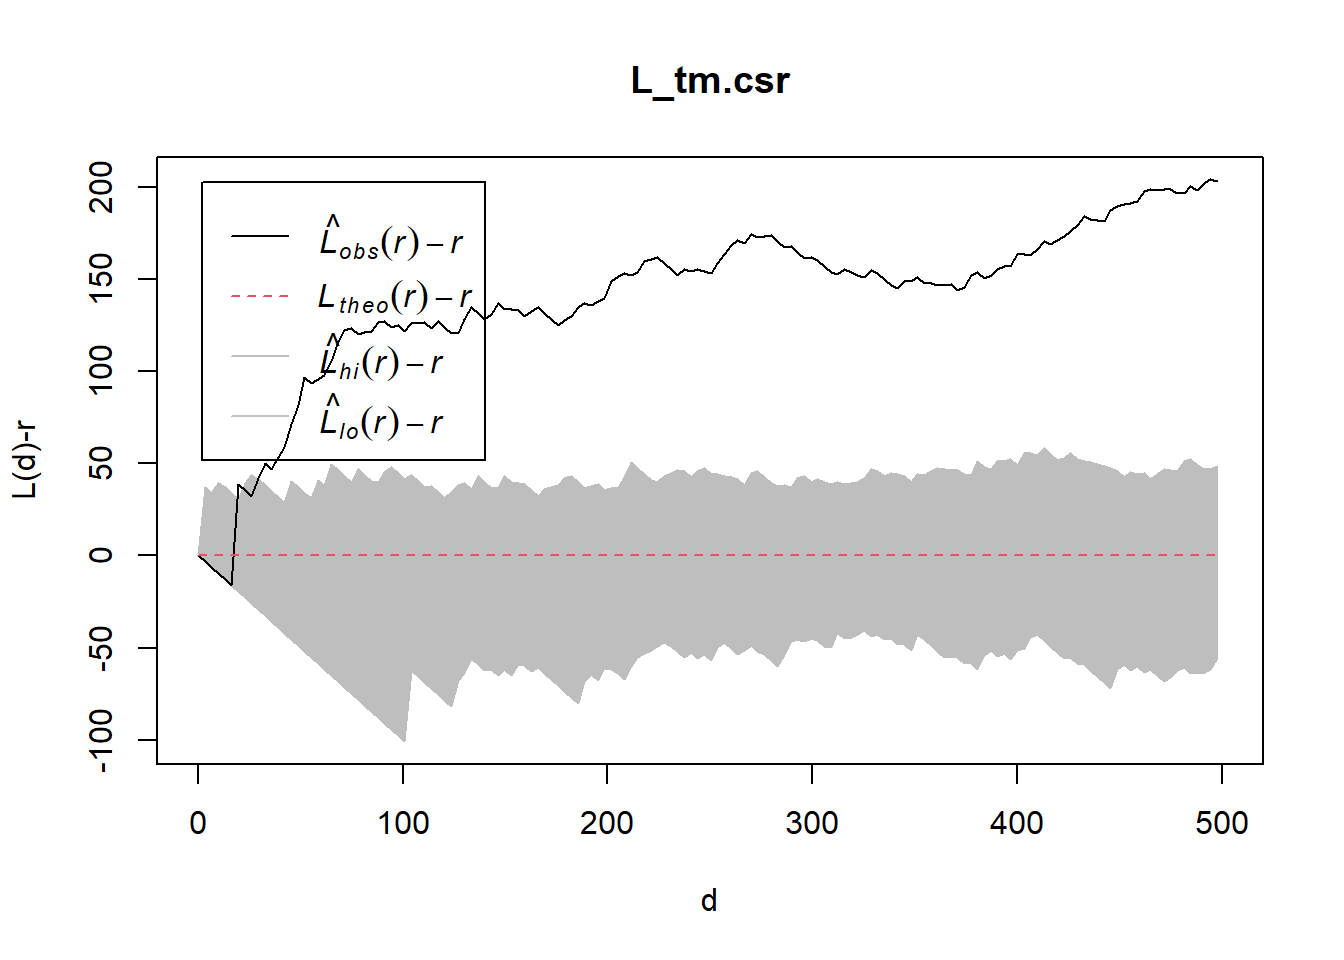 L_tm.csr
L̂obs(r) – r
Ltheo(r) – r
L̂hi(r) – r
L̂lo(r) – r
L(d)-r
200
150
100
50
0
-50
-100
0 100 200 300 400 500
d